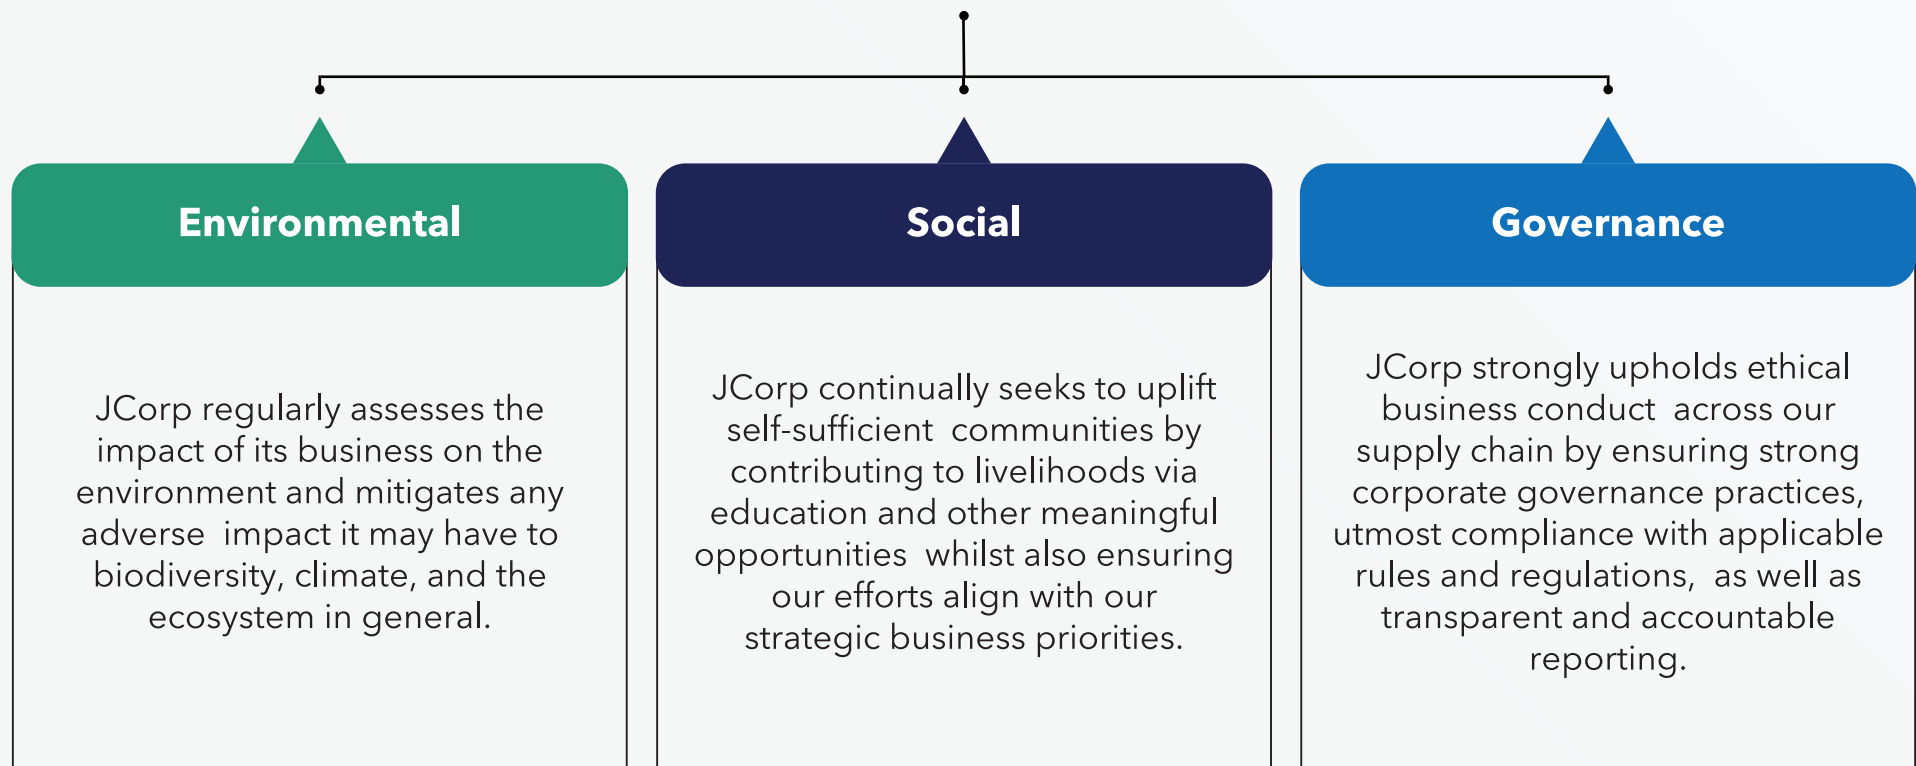 Environmental
JCorp regularly assesses the
impact of its business on the
environment and mitigates any
adverse impact it may have to
biodiversity, climate, and the
ecosystem in general.
Social
JCorp continually seeks to uplift
self-sufficient communities by
contributing to livelihoods via
education and other meaningful
opportunities whilst also ensuring
our efforts align with our
strategic business priorities.
Governance
JCorp strongly upholds ethical
business conduct across our
supply chain by ensuring strong
corporate governance practices,
utmost compliance with applicable
rules and regulations, as well as
transparent and accountable
reporting.